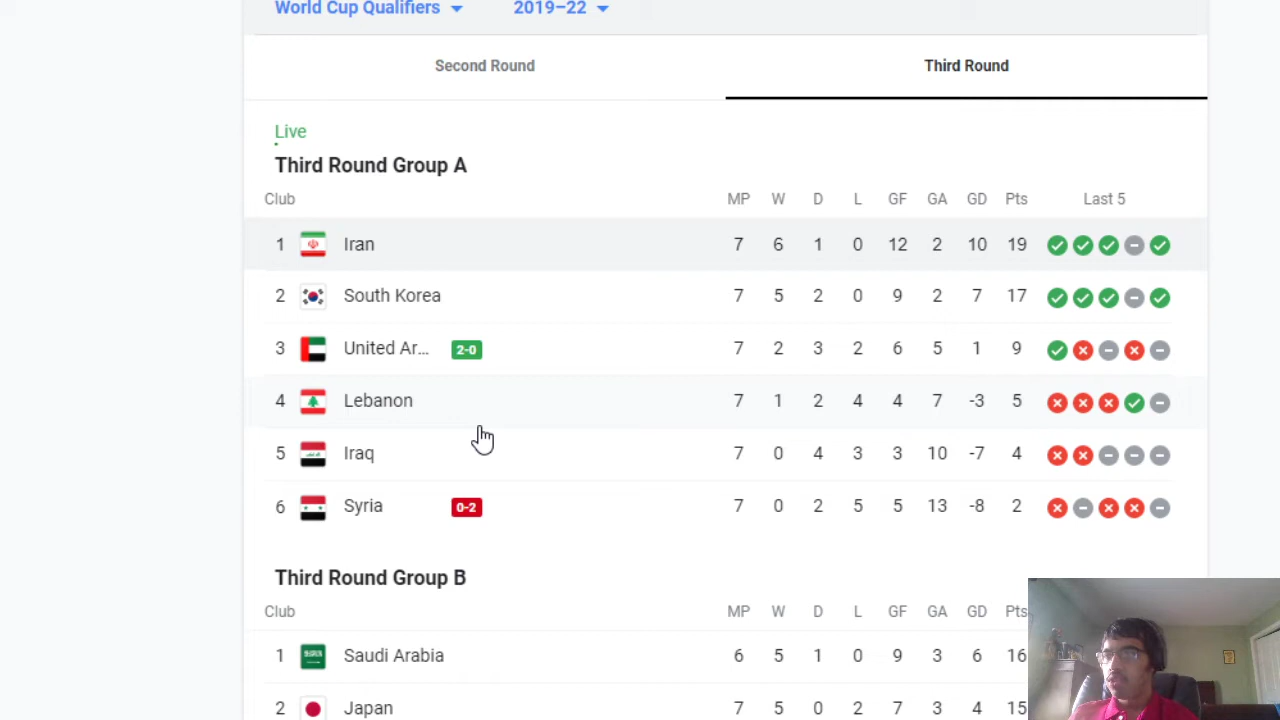 World Cup Qualifiers 2019–22
Second Round Third Round
Live
Third Round Group A
Club MP W D L GF GA GD Pts Last 5
1 Iran 7 6 1 0 12 2 10 19
2 South Korea 7 5 2 0 9 2 7 17
3 United Ar... 2-0 7 2 3 2 6 5 1 9
4 Lebanon 7 1 2 4 4 7 -3 5
5 Iraq 7 0 4 3 3 10 -7 4
6 Syria 0-2 7 0 2 5 5 13 -8 2
Third Round Group B
Club MP W D L GF GA GD Pts
1 Saudi Arabia 6 5 1 0 9 3 6 16
2 Japan 7 5 0 2 7 3 4 15